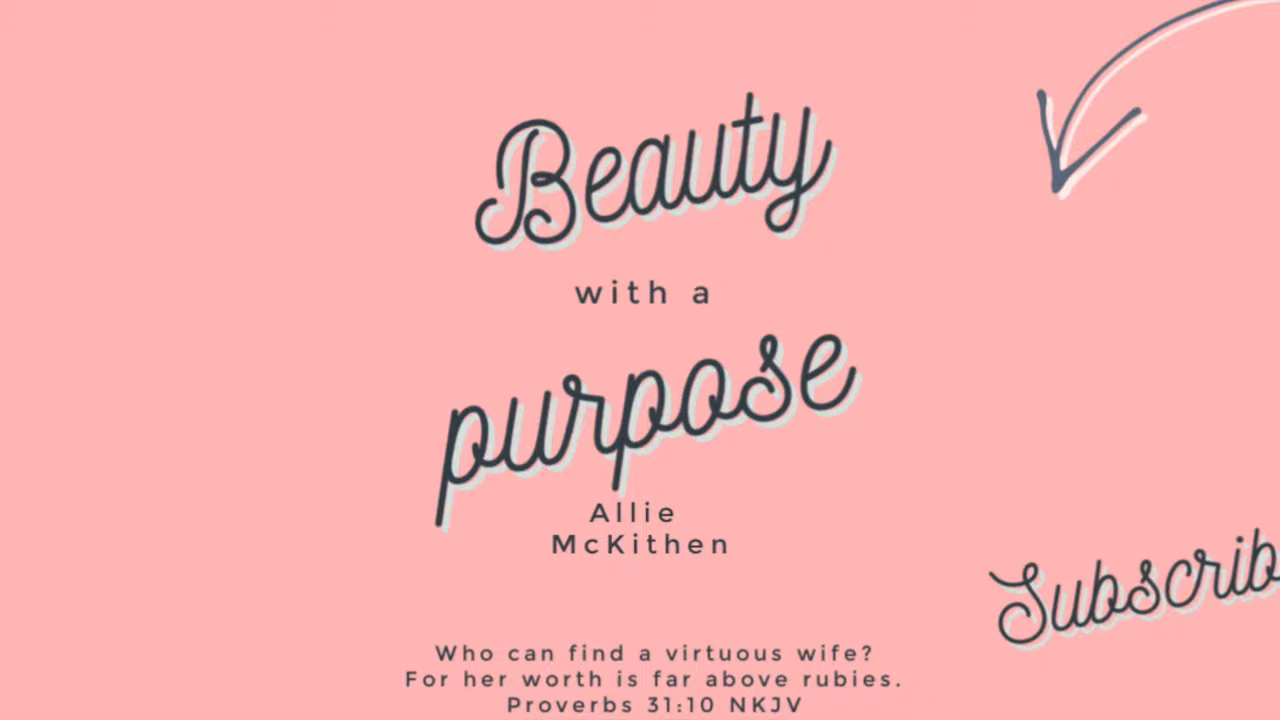 Beauty
with a
purpose
Allie
McKithen
Subscrib
Who can find a virtuous wife?
For her worth is far above rubies.
Proverbs 31:10 NKJV